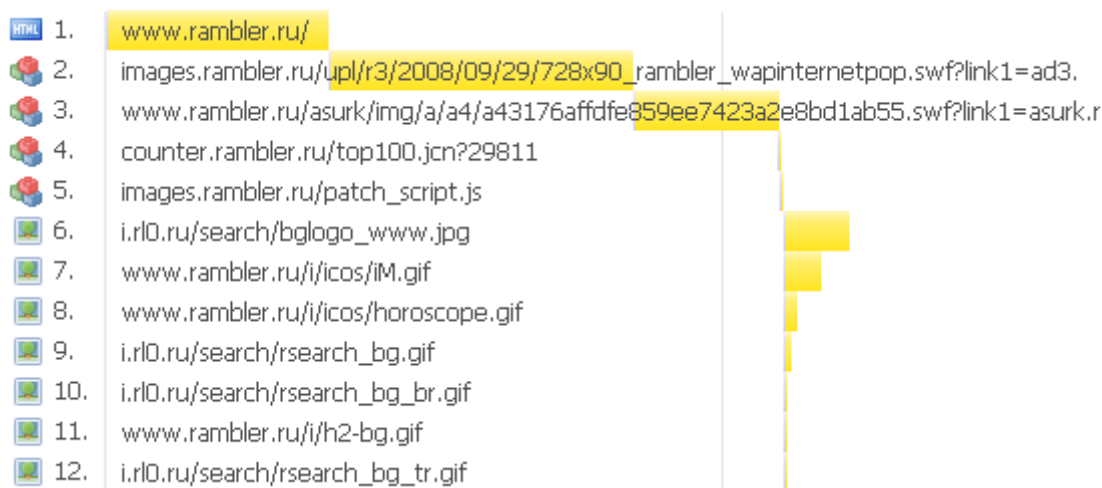 HTML 1. www.rambler.ru/
2. images.rambler.ru/upl/r3/2008/09/29/728x90_rambler_wapinternetpop.swf?link1=ad3.
3. www.rambler.ru/asurk/img/a/a4/a43176affdfe859ee7423a2e8bd1ab55.swf?link1=asurk.r
4. counter.rambler.ru/top100.jcn?29811
5. images.rambler.ru/patch_script.js
6. i.rl0.ru/search/bglogo_www.jpg
7. www.rambler.ru/i/icos/iM.gif
8. www.rambler.ru/i/icos/horoscope.gif
9. i.rl0.ru/search/rsearch_bg.gif
10. i.rl0.ru/search/rsearch_bg_br.gif
11. www.rambler.ru/i/h2-bg.gif
12. i.rl0.ru/search/rsearch_bg_tr.gif